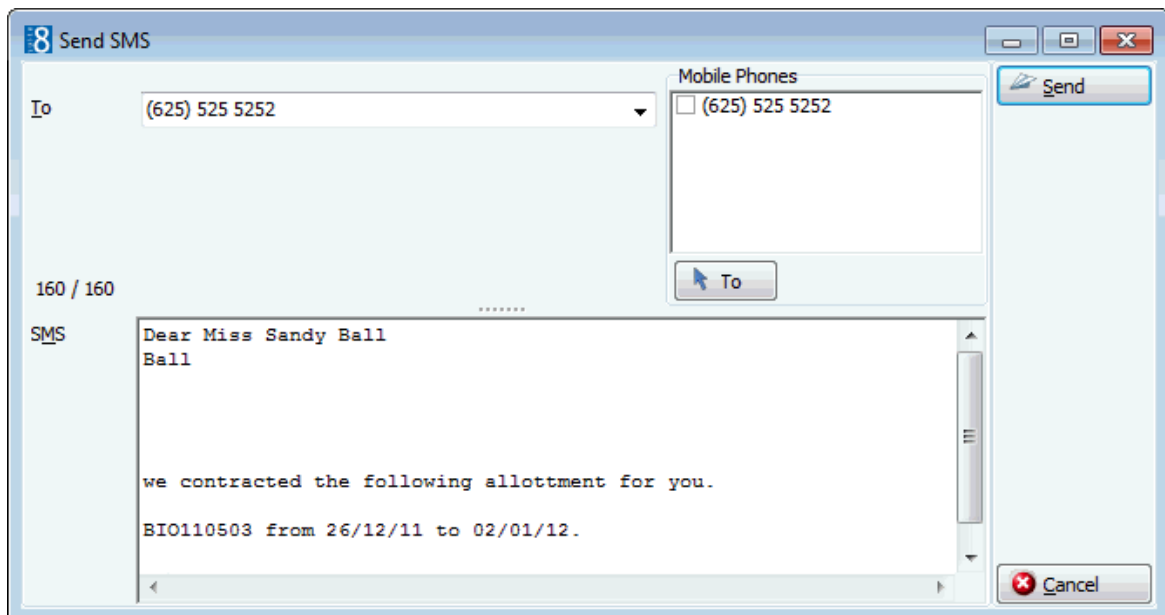 8 Send SMS
To
(625) 525 5252
Mobile Phones
(625) 525 5252
Send
To
160 / 160
SMS
Dear Miss Sandy Ball
Ball
we contracted the following allottment for you.
BIO110503 from 26/12/11 to 02/01/12.
Cancel